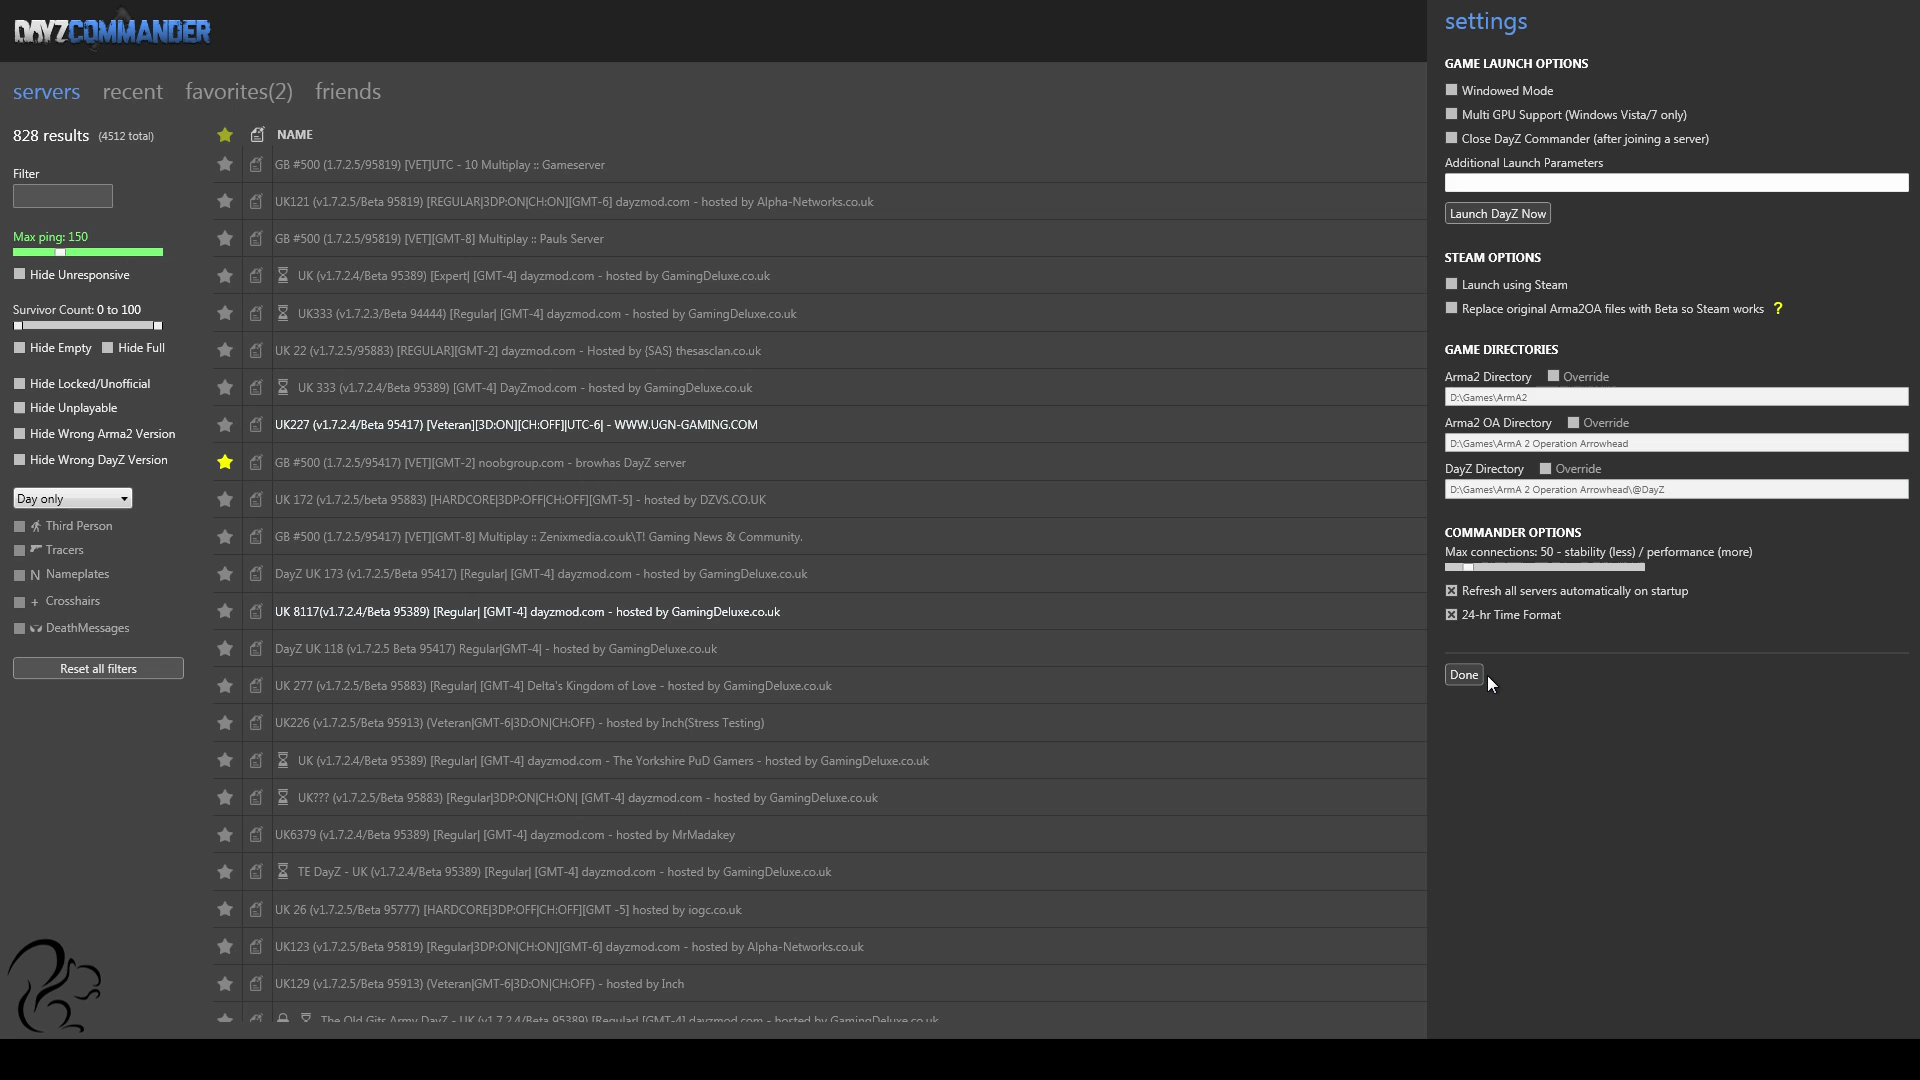 DAYZCOMMANDER
servers recent favorites(2) friends
828 results (4512 total)
Filter
Max ping: 150
Hide Unresponsive
Survivor Count: 0 to 100
Hide Empty Hide Full
Hide Locked/Unofficial
Hide Unplayable
Hide Wrong Arma2 Version
Hide Wrong DayZ Version
Day only
Third Person
Tracers
N Nameplates
+ Crosshairs
DeathMessages
Reset all filters
NAME
GB #500 (1.7.2.5/95819) [VET]UTC - 10 Multiplay :: Gameserver
UK121 (v1.7.2.5/Beta 95819) [REGULAR|3DP:ON|CH:ON][GMT-6] dayzmod.com - hosted by Alpha-Networks.co.uk
GB #500 (1.7.2.5/95819) [VET][GMT-8] Multiplay :: Pauls Server
UK (v1.7.2.4/Beta 95389) [Expert| [GMT-4] dayzmod.com - hosted by GamingDeluxe.co.uk
UK333 (v1.7.2.3/Beta 94444) [Regular| [GMT-4] dayzmod.com - hosted by GamingDeluxe.co.uk
UK 22 (v1.7.2.5/95883) [REGULAR][GMT-2] dayzmod.com - Hosted by {SAS} thesasclan.co.uk
UK 333 (v1.7.2.4/Beta 95389) [GMT-4] DayZmod.com - hosted by GamingDeluxe.co.uk
UK227 (v1.7.2.4/Beta 95417) [Veteran][3D:ON][CH:OFF]|UTC-6| - WWW.UGN-GAMING.COM
GB #500 (1.7.2.5/95417) [VET][GMT-2] noobgroup.com - browhas DayZ server
UK 172 (v1.7.2.5/beta 95883) [HARDCORE|3DP:OFF|CH:OFF][GMT-5] - hosted by DZVS.CO.UK
GB #500 (1.7.2.5/95417) [VET][GMT-8] Multiplay :: Zenixmedia.co.uk\T! Gaming News & Community.
DayZ UK 173 (v1.7.2.5/Beta 95417) [Regular| [GMT-4] dayzmod.com - hosted by GamingDeluxe.co.uk
UK 8117(v1.7.2.4/Beta 95389) [Regular| [GMT-4] dayzmod.com - hosted by GamingDeluxe.co.uk
DayZ UK 118 (v1.7.2.5 Beta 95417) Regular|GMT-4| - hosted by GamingDeluxe.co.uk
UK 277 (v1.7.2.5/Beta 95883) [Regular| [GMT-4] Delta's Kingdom of Love - hosted by GamingDeluxe.co.uk
UK226 (v1.7.2.5/Beta 95913) (Veteran|GMT-6|3D:ON|CH:OFF) - hosted by Inch(Stress Testing)
UK (v1.7.2.4/Beta 95389) [Regular| [GMT-4] dayzmod.com - The Yorkshire PuD Gamers - hosted by GamingDeluxe.co.uk
UK??? (v1.7.2.5/Beta 95883) [Regular|3DP:ON|CH:ON| [GMT-4] dayzmod.com - hosted by GamingDeluxe.co.uk
UK6379 (v1.7.2.4/Beta 95389) [Regular| [GMT-4] dayzmod.com - hosted by MrMadakey
TE DayZ - UK (v1.7.2.4/Beta 95389) [Regular| [GMT-4] dayzmod.com - hosted by GamingDeluxe.co.uk
UK 26 (v1.7.2.5/Beta 95777) [HARDCORE|3DP:OFF|CH:OFF][GMT -5] hosted by iogc.co.uk
UK123 (v1.7.2.5/Beta 95819) [Regular|3DP:ON|CH:ON][GMT-6] dayzmod.com - hosted by Alpha-Networks.co.uk
UK129 (v1.7.2.5/Beta 95913) (Veteran|GMT-6|3D:ON|CH:OFF) - hosted by Inch
The Old Gits Army DayZ - UK (v1.7.2.4/Beta 95389) [Regular| [GMT-4] dayzmod.com - hosted by GamingDeluxe.co.uk
settings
GAME LAUNCH OPTIONS
Windowed Mode
Multi GPU Support (Windows Vista/7 only)
Close DayZ Commander (after joining a server)
Additional Launch Parameters
Launch DayZ Now
STEAM OPTIONS
Launch using Steam
Replace original Arma2OA files with Beta so Steam works ?
GAME DIRECTORIES
Arma2 Directory Override
D:\Games\ArmA2
Arma2 OA Directory Override
D:\Games\ArmA 2 Operation Arrowhead
DayZ Directory Override
D:\Games\ArmA 2 Operation Arrowhead\@DayZ
COMMANDER OPTIONS
Max connections: 50 - stability (less) / performance (more)
Refresh all servers automatically on startup
24-hr Time Format
Done